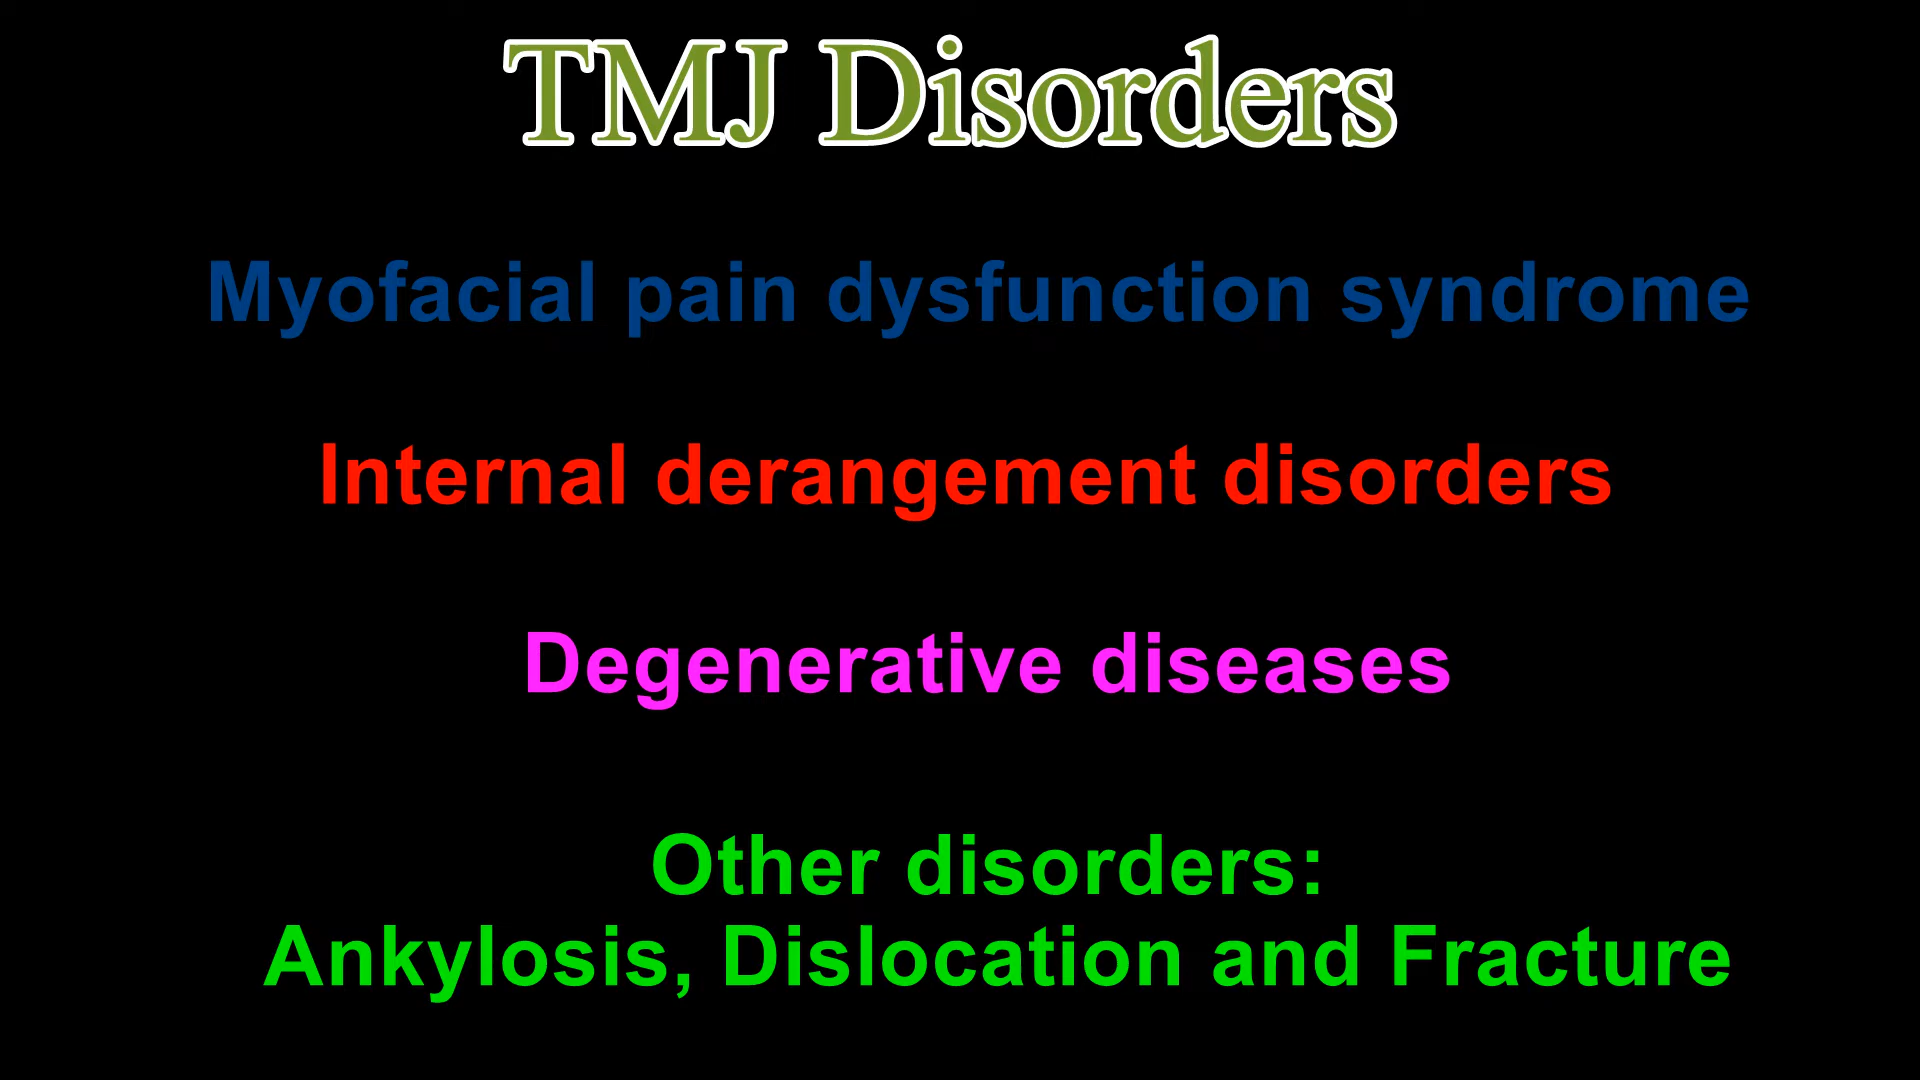 TMJ Disorders
Myofacial pain dysfunction syndrome
Internal derangement disorders
Degenerative diseases
Other disorders:
Ankylosis, Dislocation and Fracture